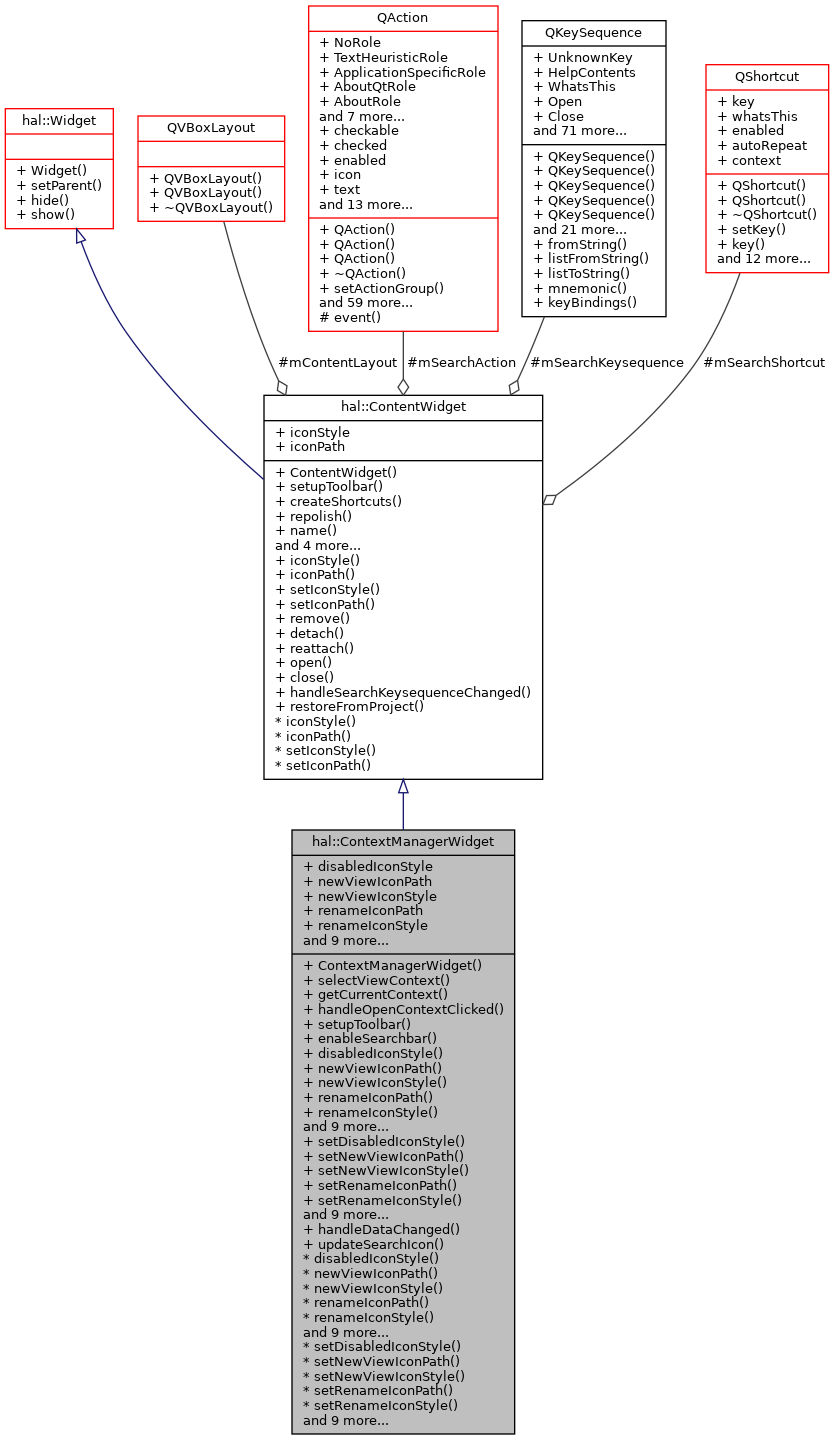 QAction
+ NoRole
+ TextHeuristicRole
+ ApplicationSpecificRole
+ AboutQtRole
+ AboutRole
and 7 more...
+ checkable
+ checked
+ enabled
+ icon
+ text
and 13 more...
+ QAction()
+ QAction()
+ QAction()
+ ~QAction()
+ setActionGroup()
and 59 more...
# event()
QKeySequence
+ UnknownKey
+ HelpContents
+ WhatsThis
+ Open
+ Close
and 71 more...
+ QKeySequence()
+ QKeySequence()
+ QKeySequence()
+ QKeySequence()
+ QKeySequence()
and 21 more...
+ fromString()
+ listFromString()
+ listToString()
+ mnemonic()
+ keyBindings()
QShortcut
+ key
+ whatsThis
+ enabled
+ autoRepeat
+ context
+ QShortcut()
+ QShortcut()
+ ~QShortcut()
+ setKey()
+ key()
and 12 more...
hal::Widget
+ Widget()
+ setParent()
+ hide()
+ show()
QVBoxLayout
+ QVBoxLayout()
+ QVBoxLayout()
+ ~QVBoxLayout()
#mContentLayout
#mSearchAction
#mSearchKeysequence
#mSearchShortcut
hal::ContentWidget
+ iconStyle
+ iconPath
+ ContentWidget()
+ setupToolbar()
+ createShortcuts()
+ repolish()
+ name()
and 4 more...
+ iconStyle()
+ iconPath()
+ setIconStyle()
+ setIconPath()
+ remove()
+ detach()
+ reattach()
+ open()
+ close()
+ handleSearchKeysequenceChanged()
+ restoreFromProject()
* iconStyle()
* iconPath()
* setIconStyle()
* setIconPath()
hal::ContextManagerWidget
+ disabledIconStyle
+ newViewIconPath
+ newViewIconStyle
+ renameIconPath
+ renameIconStyle
and 9 more...
+ ContextManagerWidget()
+ selectViewContext()
+ getCurrentContext()
+ handleOpenContextClicked()
+ setupToolbar()
+ enableSearchbar()
+ disabledIconStyle()
+ newViewIconPath()
+ newViewIconStyle()
+ renameIconPath()
+ renameIconStyle()
and 9 more...
+ setDisabledIconStyle()
+ setNewViewIconPath()
+ setNewViewIconStyle()
+ setRenameIconPath()
+ setRenameIconStyle()
and 9 more...
+ handleDataChanged()
+ updateSearchIcon()
* disabledIconStyle()
* newViewIconPath()
* newViewIconStyle()
* renameIconPath()
* renameIconStyle()
and 9 more...
* setDisabledIconStyle()
* setNewViewIconPath()
* setNewViewIconStyle()
* setRenameIconPath()
* setRenameIconStyle()
and 9 more...